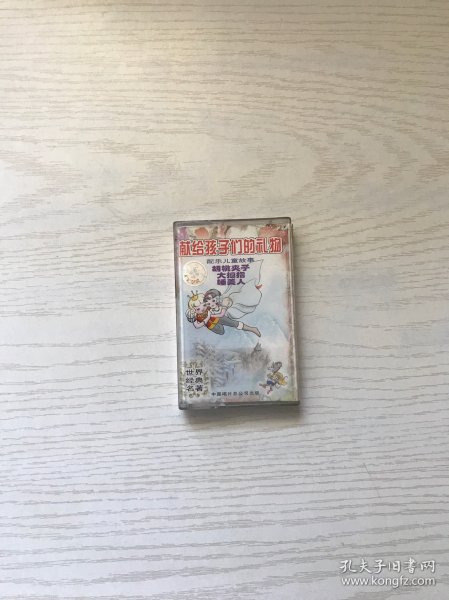 献给孩子们的礼物
配乐儿童故事
胡桃夹子
大拇指
睡美人
世界
经典
名著
中国唱片总公司出版
孔夫子旧书网
www.kongfz.com